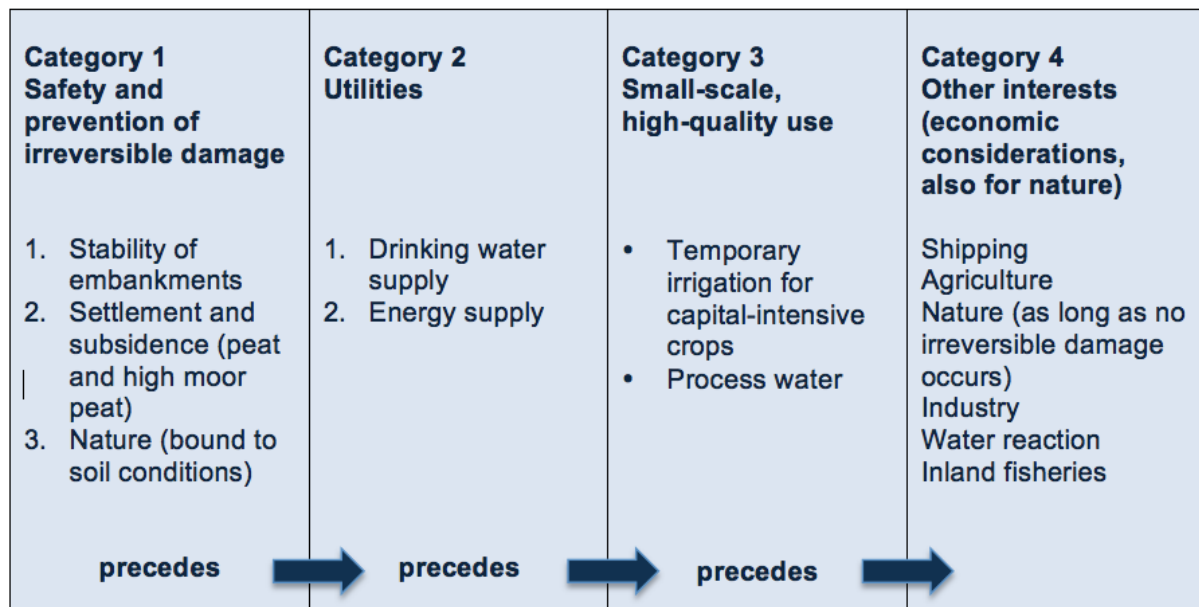 Category 1
Safety and
prevention of
irreversible damage
1. Stability of
embankments
2. Settlement and
subsidence (peat
and high moor
peat)
3. Nature (bound to
soil conditions)
precedes
Category 2
Utilities
1. Drinking water
supply
2. Energy supply
precedes
Category 3
Small-scale,
high-quality use
• Temporary
irrigation for
capital-intensive
crops
• Process water
precedes
Category 4
Other interests
(economic
considerations,
also for nature)
Shipping
Agriculture
Nature (as long as no
irreversible damage
occurs)
Industry
Water reaction
Inland fisheries